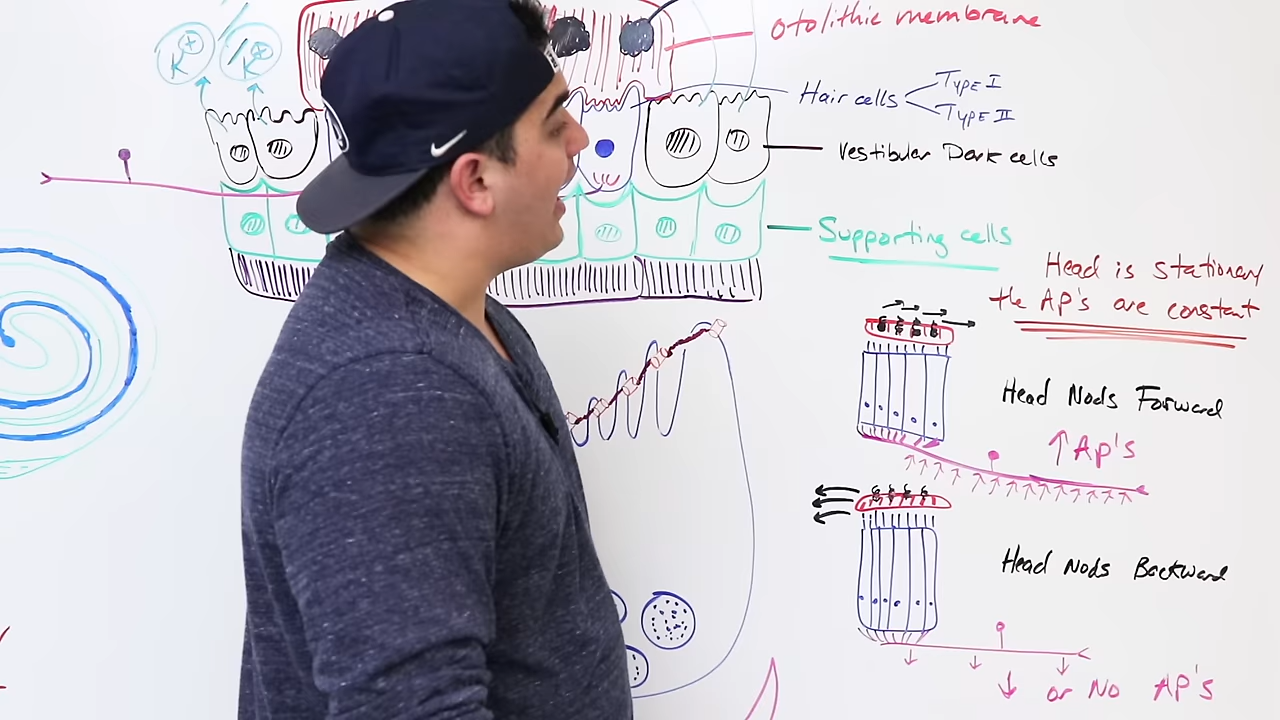 K⊕
K⊕
Otolithic membrane
Hair cells
Type I
Type II
Vestibular Dark cells
Supporting cells
Head is stationary
the AP's are constant
Head Nods Forward
↑ Ap's
Head Nods Backward
↓ or No AP's